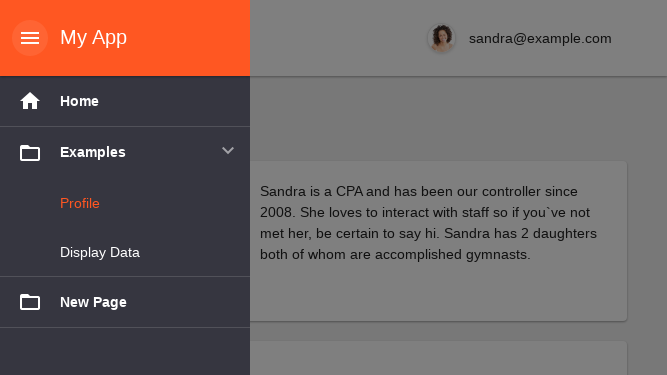 My App
sandra@example.com
Home
Examples
Profile
Display Data
New Page
Sandra is a CPA and has been our controller since
2008. She loves to interact with staff so if you`ve not
met her, be certain to say hi. Sandra has 2 daughters
both of whom are accomplished gymnasts.